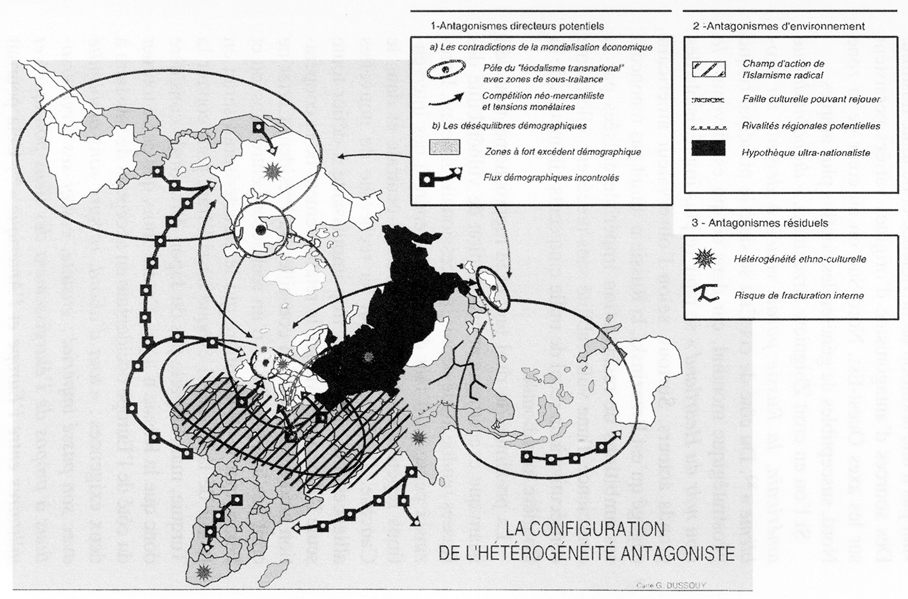 1-Antagonismes directeurs potentiels
a) Les contradictions de la mondialisation économique
Pôle du "féodalisme transnational"
avec zones de sous-traitance
Compétition néo-mercantiliste
et tensions monétaires
b) Les déséquilibres démographiques
Zones à fort excédent démographique
Flux démographiques incontrolés
2 -Antagonismes d'environnement
Champ d'action de
l'Islamisme radical
Faille culturelle pouvant rejouer
Rivalités régionales potentielles
Hypothèque ultra-nationaliste
3 - Antagonismes résiduels
Hétérogénéité ethno-culturelle
Risque de fracturation interne
LA CONFIGURATION
DE L'HÉTÉROGÉNÉITÉ ANTAGONISTE
Carte G. DUSSOUY